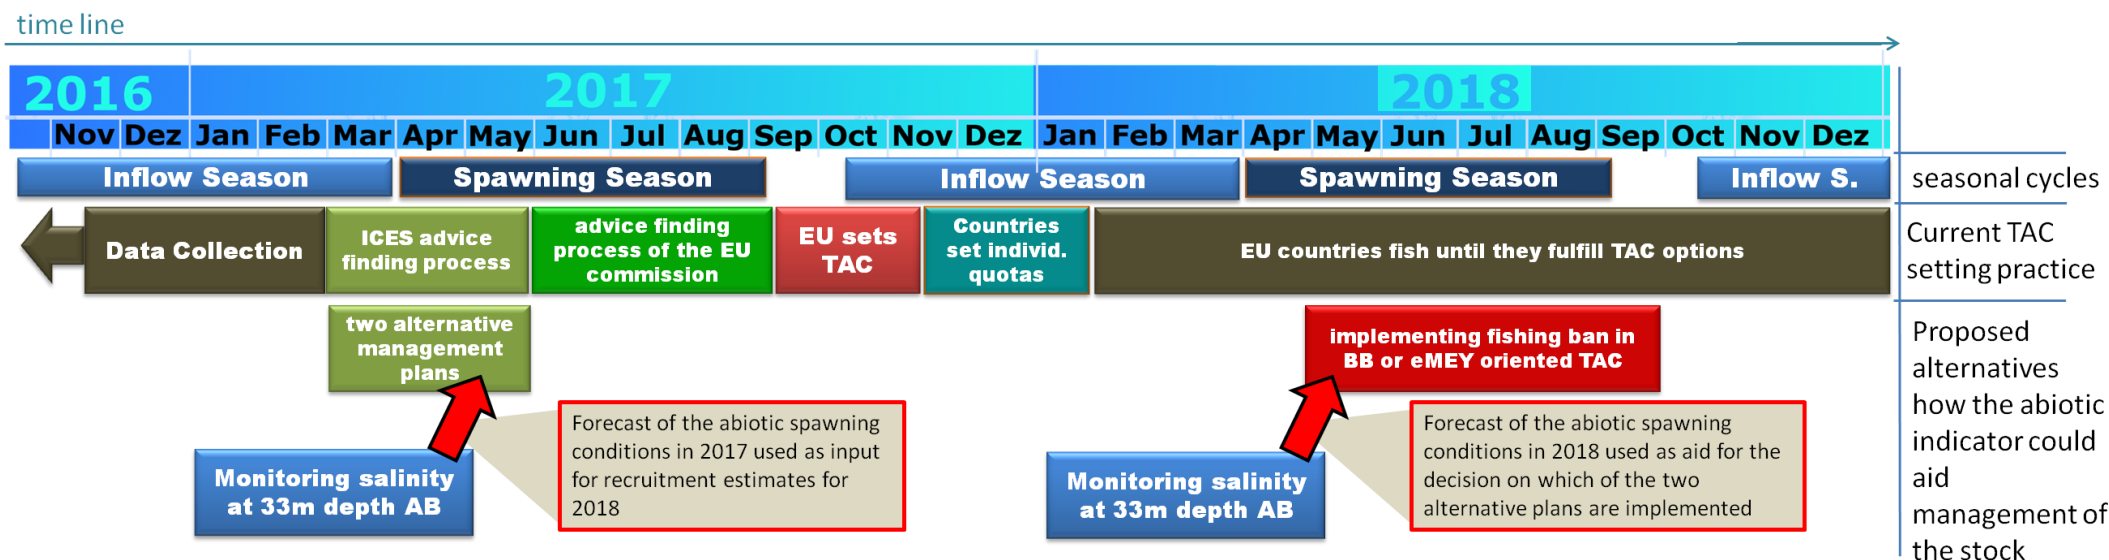 time line
2016 2017 2018
Nov Dez Jan Feb Mar Apr May Jun Jul Aug Sep Oct Nov Dez Jan Feb Mar Apr May Jun Jul Aug Sep Oct Nov Dez
Inflow Season Spawning Season Inflow Season Spawning Season Inflow S.
seasonal cycles
Data Collection
ICES advice
finding process
advice finding
process of the EU
commission
EU sets
TAC
Countries
set individ.
quotas
EU countries fish until they fulfill TAC options
Current TAC
setting practice
two alternative
management
plans
implementing fishing ban in
BB or eMEY oriented TAC
Monitoring salinity
at 33m depth AB
Forecast of the abiotic spawning
conditions in 2017 used as input
for recruitment estimates for
2018
Monitoring salinity
at 33m depth AB
Forecast of the abiotic spawning
conditions in 2018 used as aid for the
decision on which of the two
alternative plans are implemented
Proposed
alternatives
how the abiotic
indicator could
aid
management of
the stock